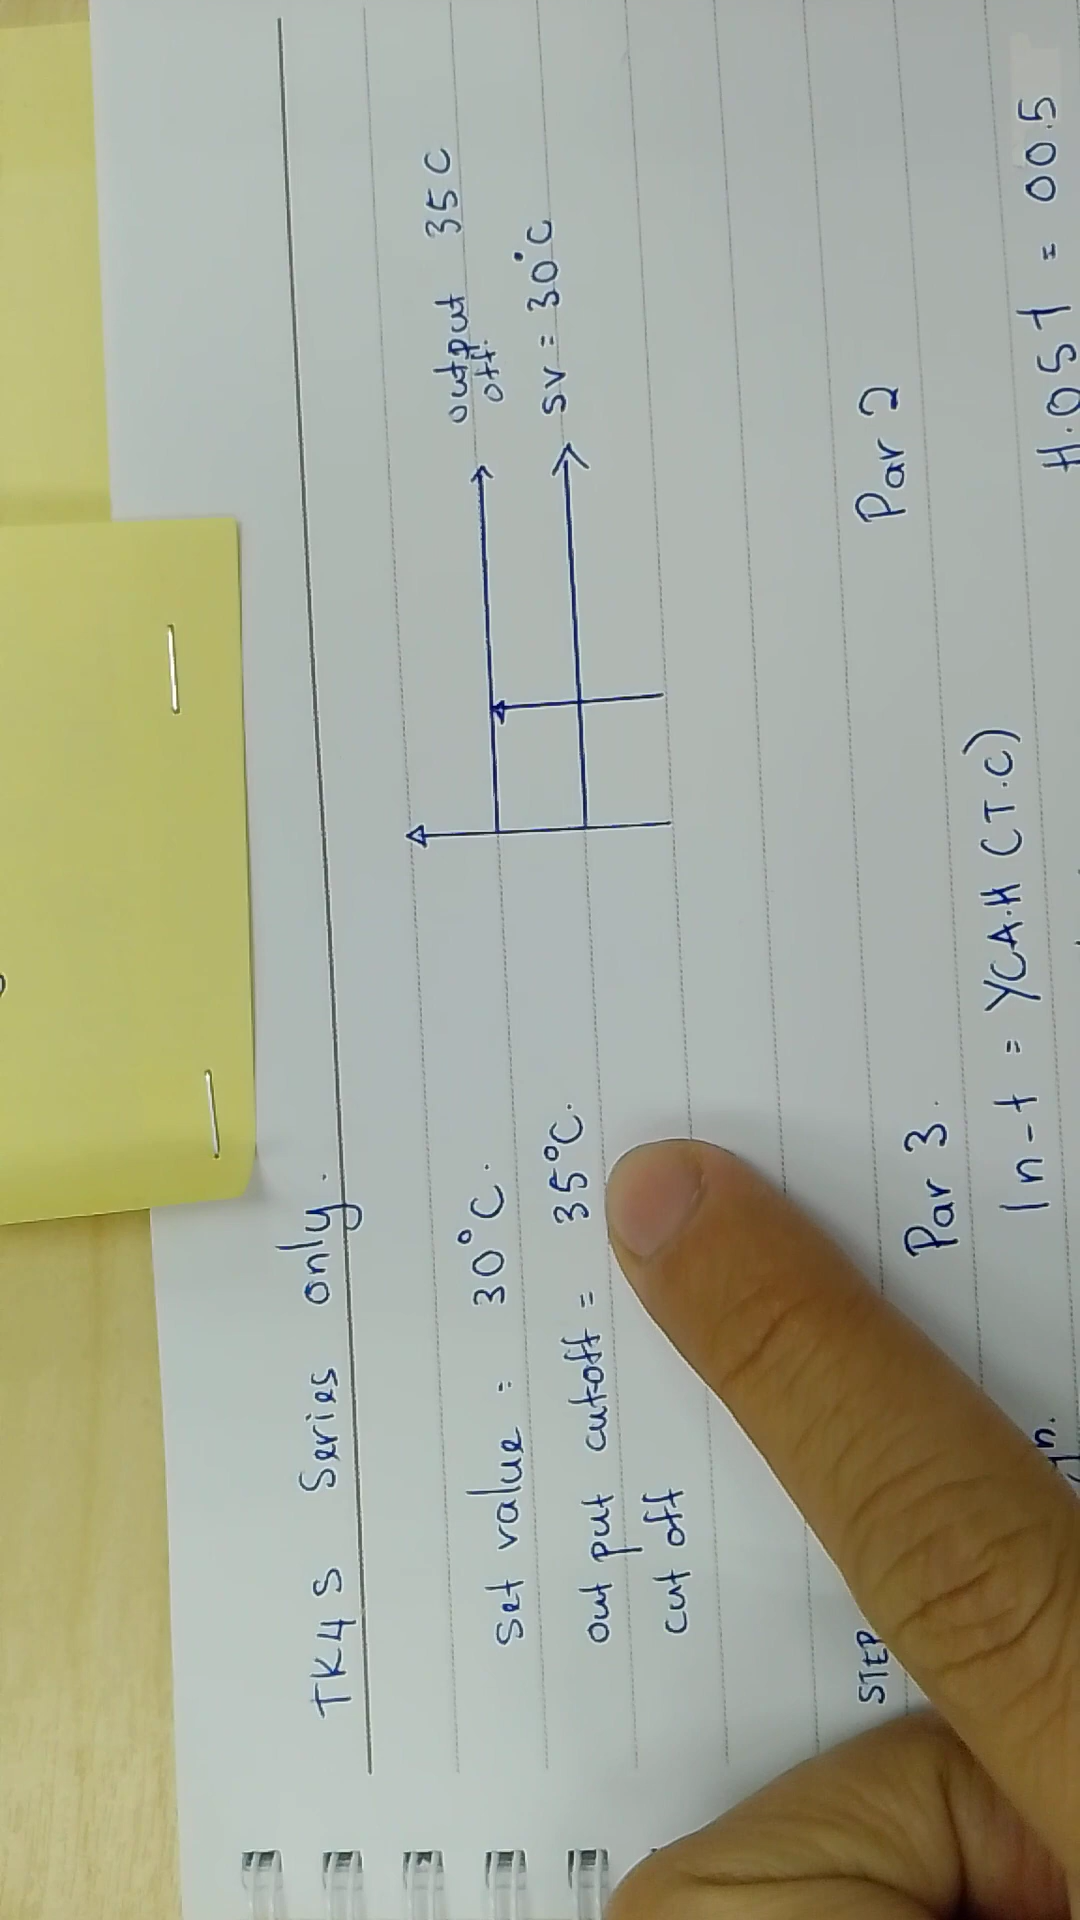 TK4S Series only.
Set value = 30°C.
out put cutoff = 35°C.
cut off
output 35C
off.
SV = 30°C
STEP
Par 3.
Par 2
In-t = YCA.H (T.C)
H.OST = 00.5